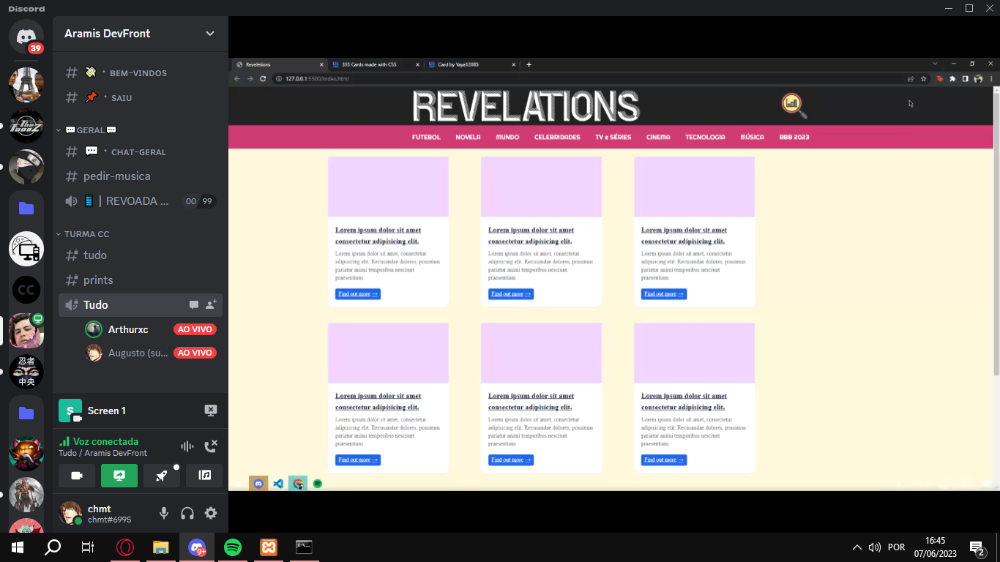 Discord
39
Aramis DevFront
BEM-VINDOS
SAIU
GERAL
CHAT-GERAL
pedir-musica
| REVOADA ...
00 99
TURMA CC
tudo
prints
Tudo
Arthurxc AO VIVO
Augusto (su... AO VIVO
CC
忍者
中央
S Screen 1
Voz conectada
Tudo / Aramis DevFront
chmt
chmt#6995
Revelations
355 Cards made with CSS
Card by Yaya12085
127.0.0.1:5500/index.html
REVELATIONS
FUTEBOL NOVELA MUNDO CELEBRIDADES TV e SÉRIES CINEMA TECNOLOGIA MÚSICA BBB 2023
Lorem ipsum dolor sit amet
consectetur adipisicing elit.
Lorem ipsum dolor sit amet, consectetur
adipisicing elit. Recusandae dolores, possimus
pariatur animi temporibus nesciunt
praesentium
Find out more →
Lorem ipsum dolor sit amet
consectetur adipisicing elit.
Lorem ipsum dolor sit amet, consectetur
adipisicing elit. Recusandae dolores, possimus
pariatur animi temporibus nesciunt
praesentium
Find out more →
Lorem ipsum dolor sit amet
consectetur adipisicing elit.
Lorem ipsum dolor sit amet, consectetur
adipisicing elit. Recusandae dolores, possimus
pariatur animi temporibus nesciunt
praesentium
Find out more →
Lorem ipsum dolor sit amet
consectetur adipisicing elit.
Lorem ipsum dolor sit amet, consectetur
adipisicing elit. Recusandae dolores, possimus
pariatur animi temporibus nesciunt
praesentium
Find out more →
Lorem ipsum dolor sit amet
consectetur adipisicing elit.
Lorem ipsum dolor sit amet, consectetur
adipisicing elit. Recusandae dolores, possimus
pariatur animi temporibus nesciunt
praesentium
Find out more →
Lorem ipsum dolor sit amet
consectetur adipisicing elit.
Lorem ipsum dolor sit amet, consectetur
adipisicing elit. Recusandae dolores, possimus
pariatur animi temporibus nesciunt
praesentium
Find out more →
9+
POR
16:45
07/06/2023
2